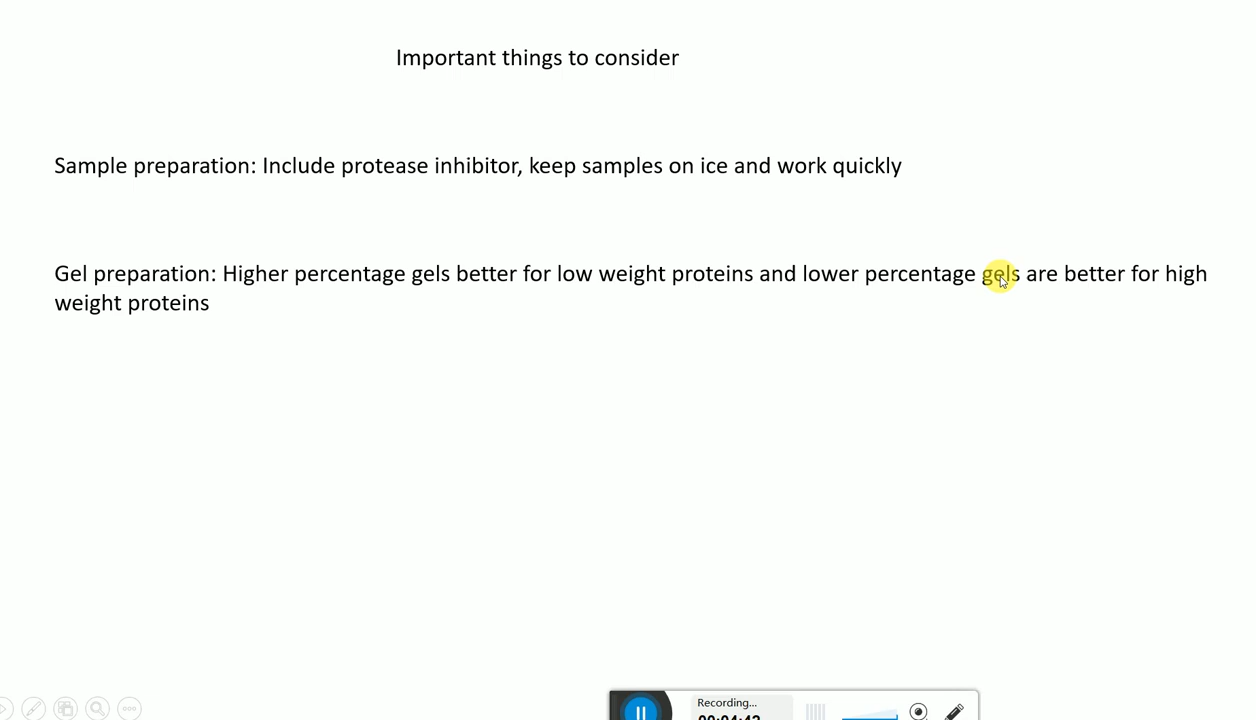 Important things to consider
Sample preparation: Include protease inhibitor, keep samples on ice and work quickly
Gel preparation: Higher percentage gels better for low weight proteins and lower percentage gels are better for high
weight proteins
Recording...